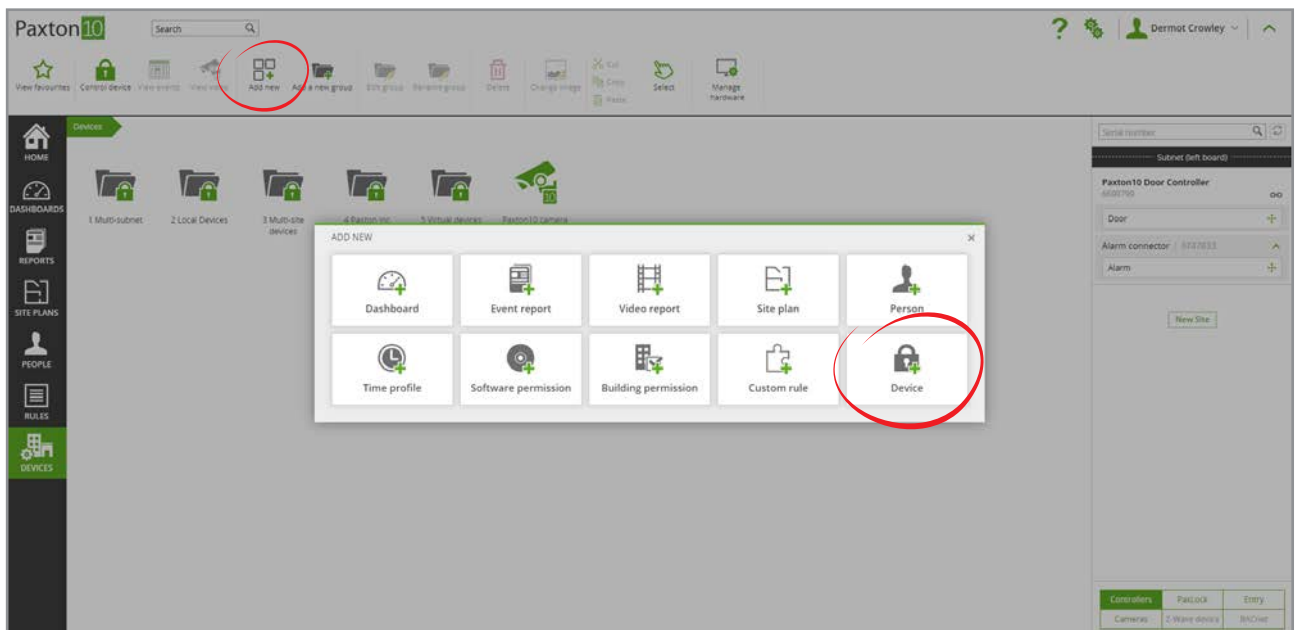 Paxton10
Search
Dermot Crowley
View favourites
Control device
View events
View video
Add new
Add a new group
Edit group
Rename group
Delete
Change image
Cut
Copy
Paste
Select
Manage
hardware
HOME
DASHBOARDS
REPORTS
SITE PLANS
PEOPLE
RULES
DEVICES
Devices
1 Multi-subnet
2 Local Devices
3 Multi-site
devices
4 Paxton Inc
5 Virtual devices
Paxton10 camera
ADD NEW
Dashboard
Event report
Video report
Site plan
Person
Time profile
Software permission
Building permission
Custom rule
Device
Serial number
Subnet (left board)
Paxton10 Door Controller
Door
Alarm connector
Alarm
New Site
Controllers
PaxLock
Entry
Cameras
Z-Wave device
BACnet